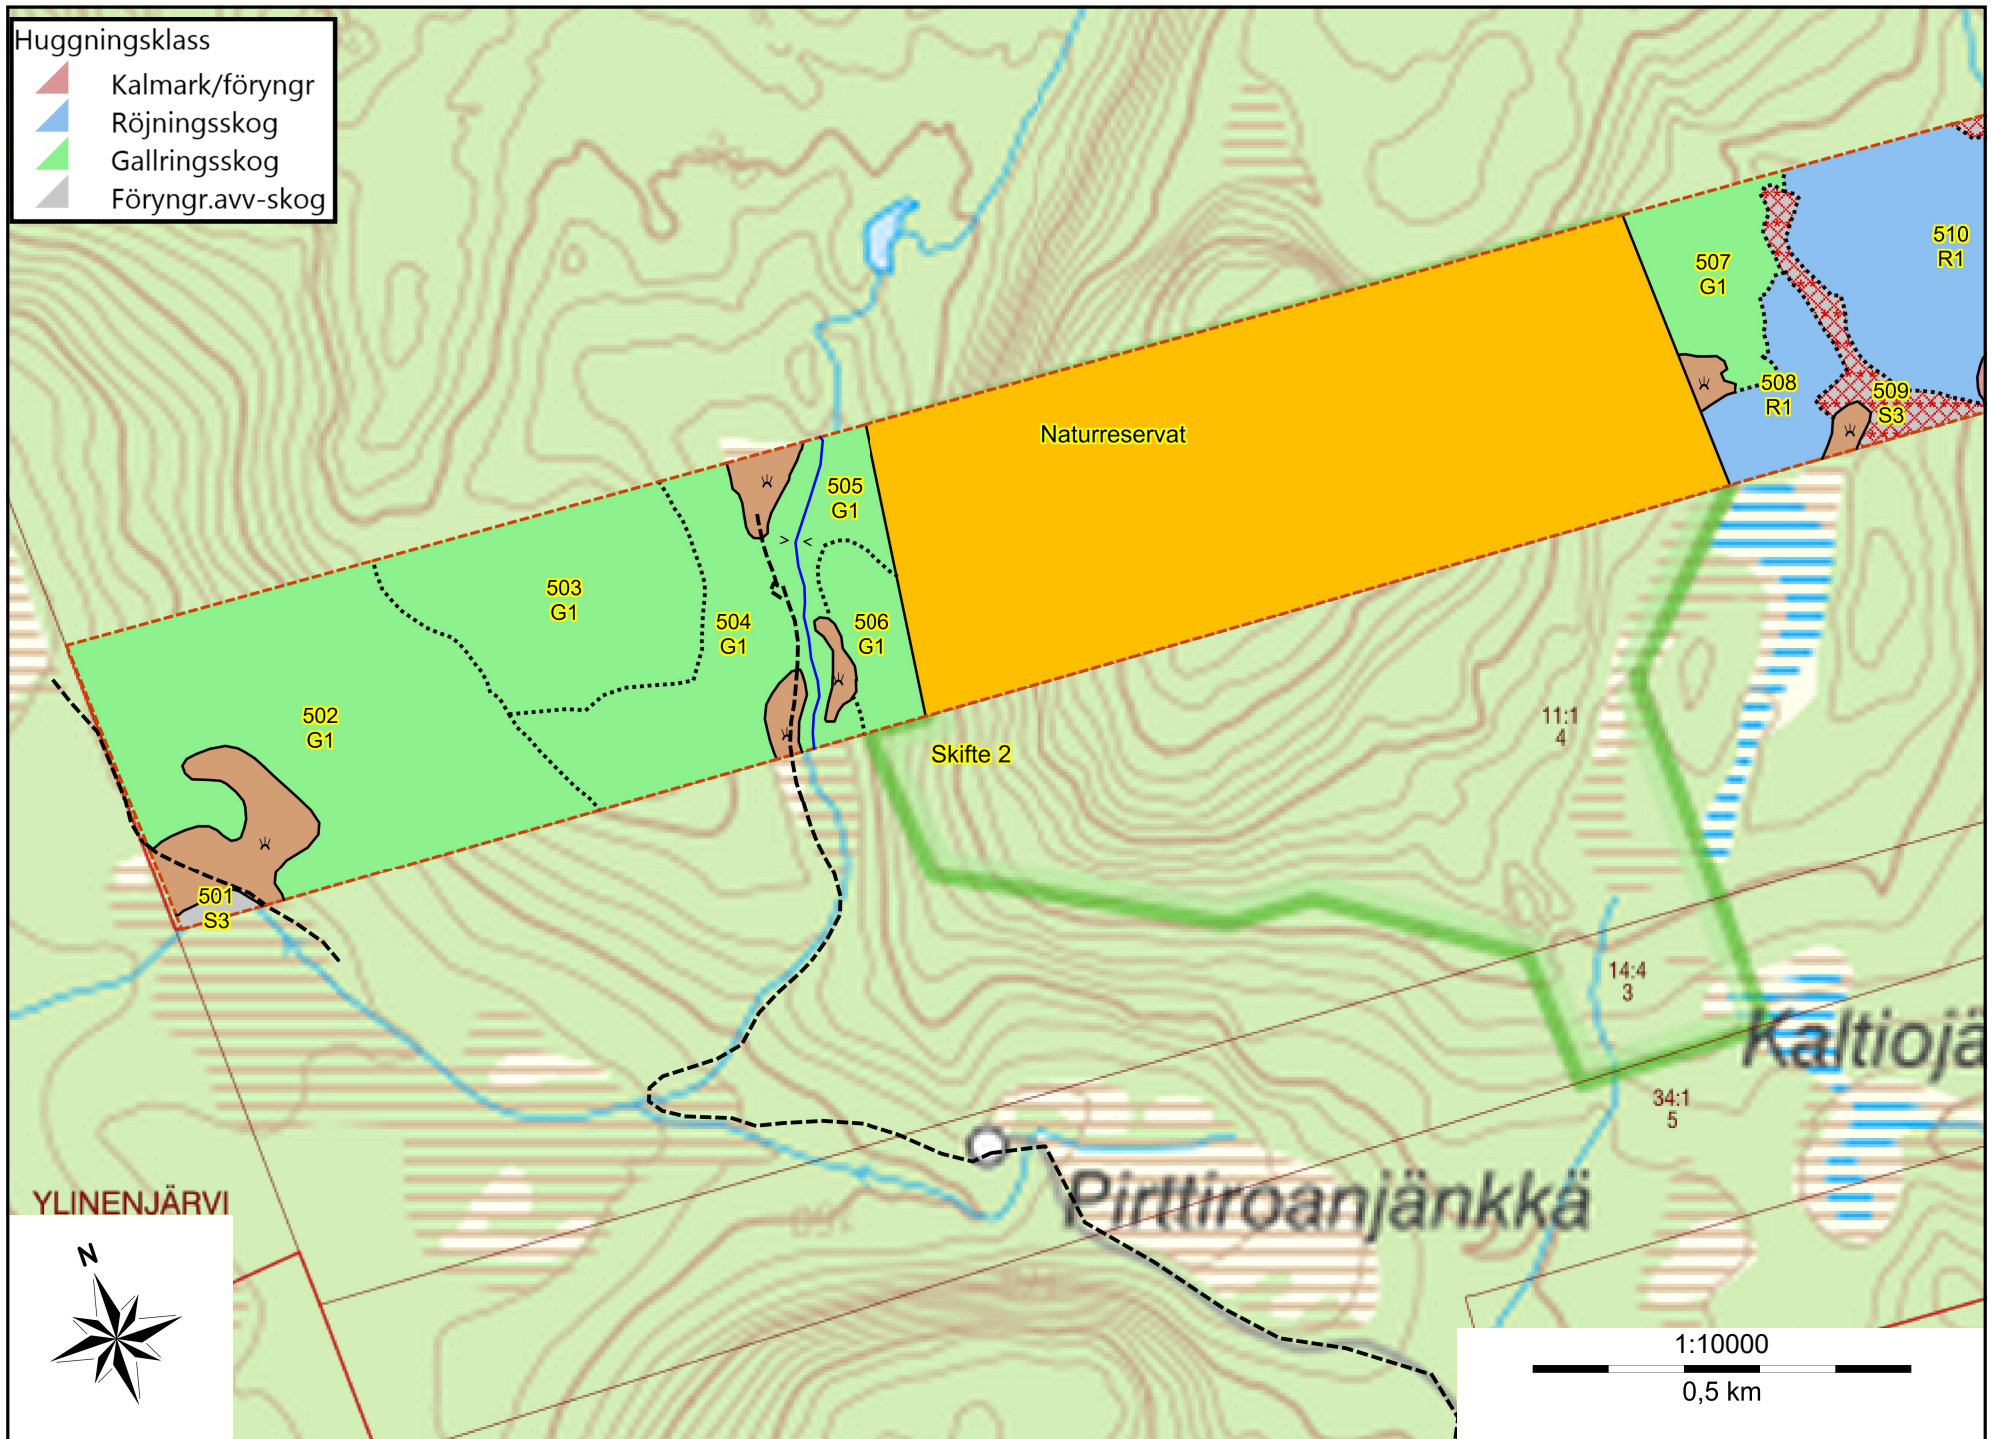 Huggningsklass
Kalmark/föryngr
Röjningsskog
Gallringsskog
Föryngr.avv-skog
510
R1
507
G1
508
R1
509
S3
Naturreservat
505
G1
503
G1
504
G1
506
G1
502
G1
11:1
4
Skifte 2
501
S3
14:4
3
Kaltiojä
34:1
5
Pirttiroanjänkkä
YLINENJÄRVI
N
1:10000
0,5 km